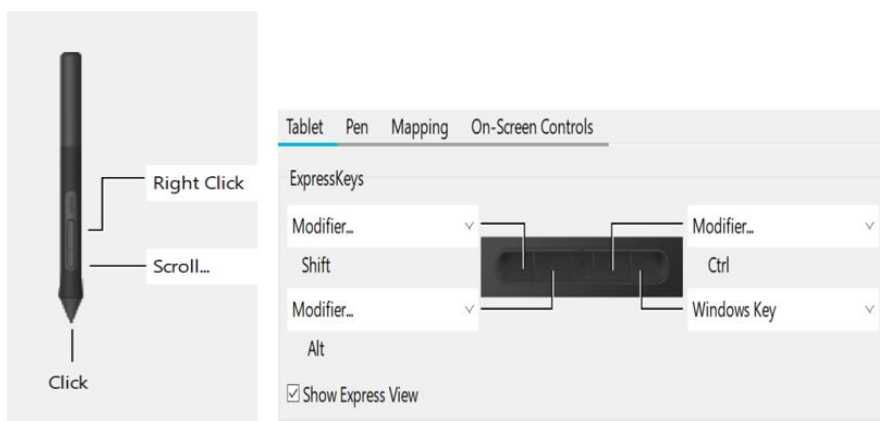 Right Click
Scroll...
Click
Tablet Pen Mapping On-Screen Controls
ExpressKeys
Modifier... Modifier...
Shift Ctrl
Modifier... Windows Key
Alt
Show Express View